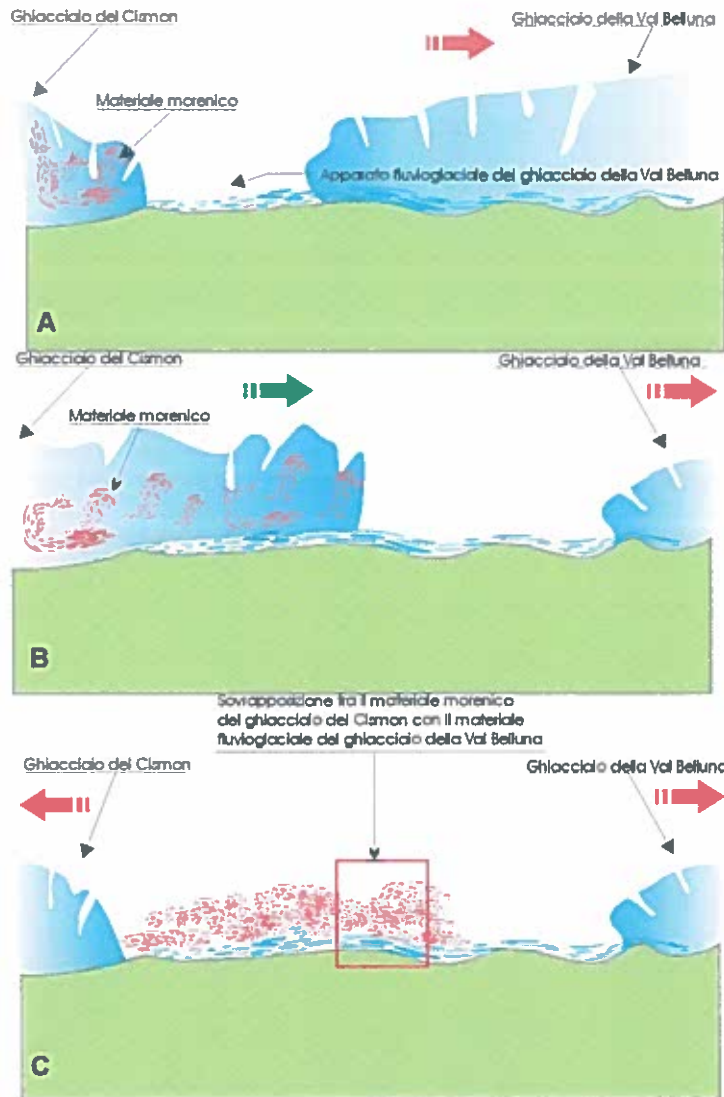 Ghiacciaio del Cismon
Ghiacciaio della Val Belluna
Materiale morenico
Apparato fluvioglaciale del ghiacciaio della Val Belluna
A
Ghiacciaio del Cismon
Ghiacciaio della Val Belluna
Materiale morenico
B
Sovrapposizione fra il materiale morenico
del ghiacciaio del Cismon con il materiale
fluvioglaciale del ghiacciaio della Val Belluna
Ghiacciaio del Cismon
Ghiacciaio della Val Belluna
C